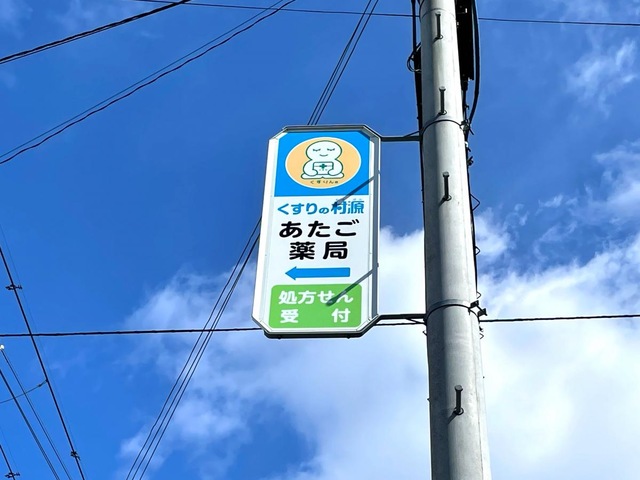 くすりの村源
あたご
薬局
処方せん
受付